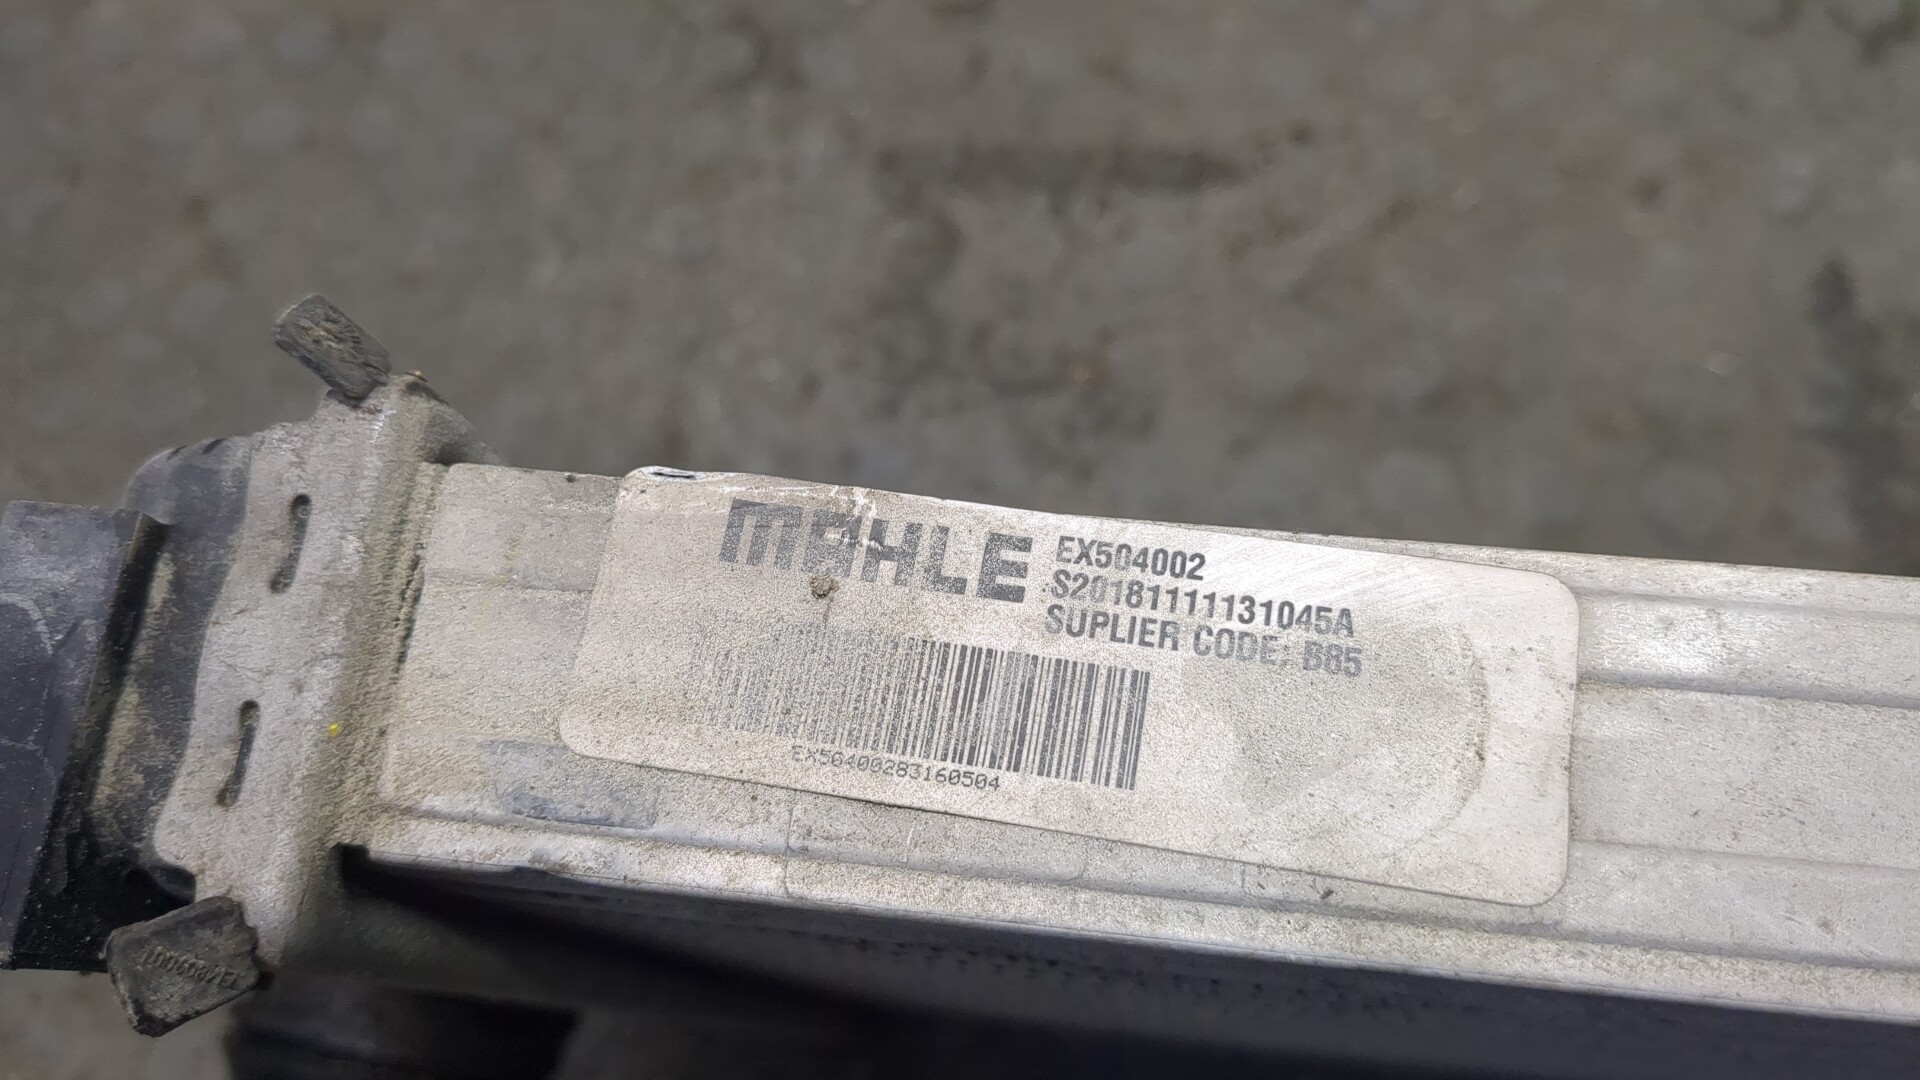 MAHLE
EX504002
S20181111131045A
SUPLIER CODE: B85
EX50400283160504